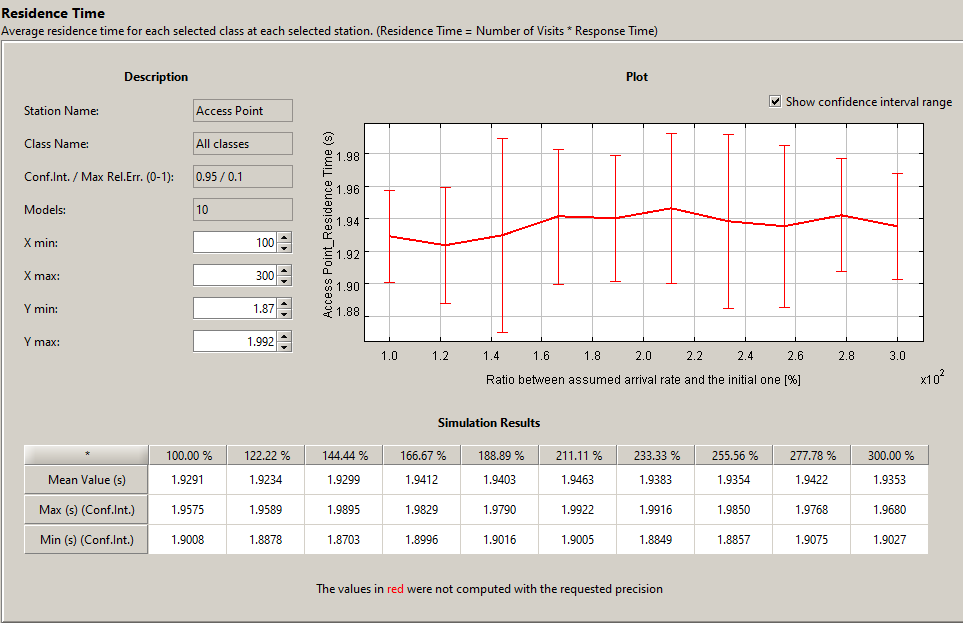 Residence Time
Average residence time for each selected class at each selected station. (Residence Time = Number of Visits * Response Time)
Description
Station Name: Access Point
Class Name: All classes
Conf.Int. / Max Rel.Err. (0-1): 0.95 / 0.1
Models: 10
X min: 100
X max: 300
Y min: 1.87
Y max: 1.992
Plot
Show confidence interval range
Access Point_Residence Time (s)
1.98
1.96
1.94
1.92
1.90
1.88
1.0 1.2 1.4 1.6 1.8 2.0 2.2 2.4 2.6 2.8 3.0
Ratio between assumed arrival rate and the initial one [%] x10²
Simulation Results
* 100.00 % 122.22 % 144.44 % 166.67 % 188.89 % 211.11 % 233.33 % 255.56 % 277.78 % 300.00 %
Mean Value (s) 1.9291 1.9234 1.9299 1.9412 1.9403 1.9463 1.9383 1.9354 1.9422 1.9353
Max (s) (Conf.Int.) 1.9575 1.9589 1.9895 1.9829 1.9790 1.9922 1.9916 1.9850 1.9768 1.9680
Min (s) (Conf.Int.) 1.9008 1.8878 1.8703 1.8996 1.9016 1.9005 1.8849 1.8857 1.9075 1.9027
The values in red were not computed with the requested precision